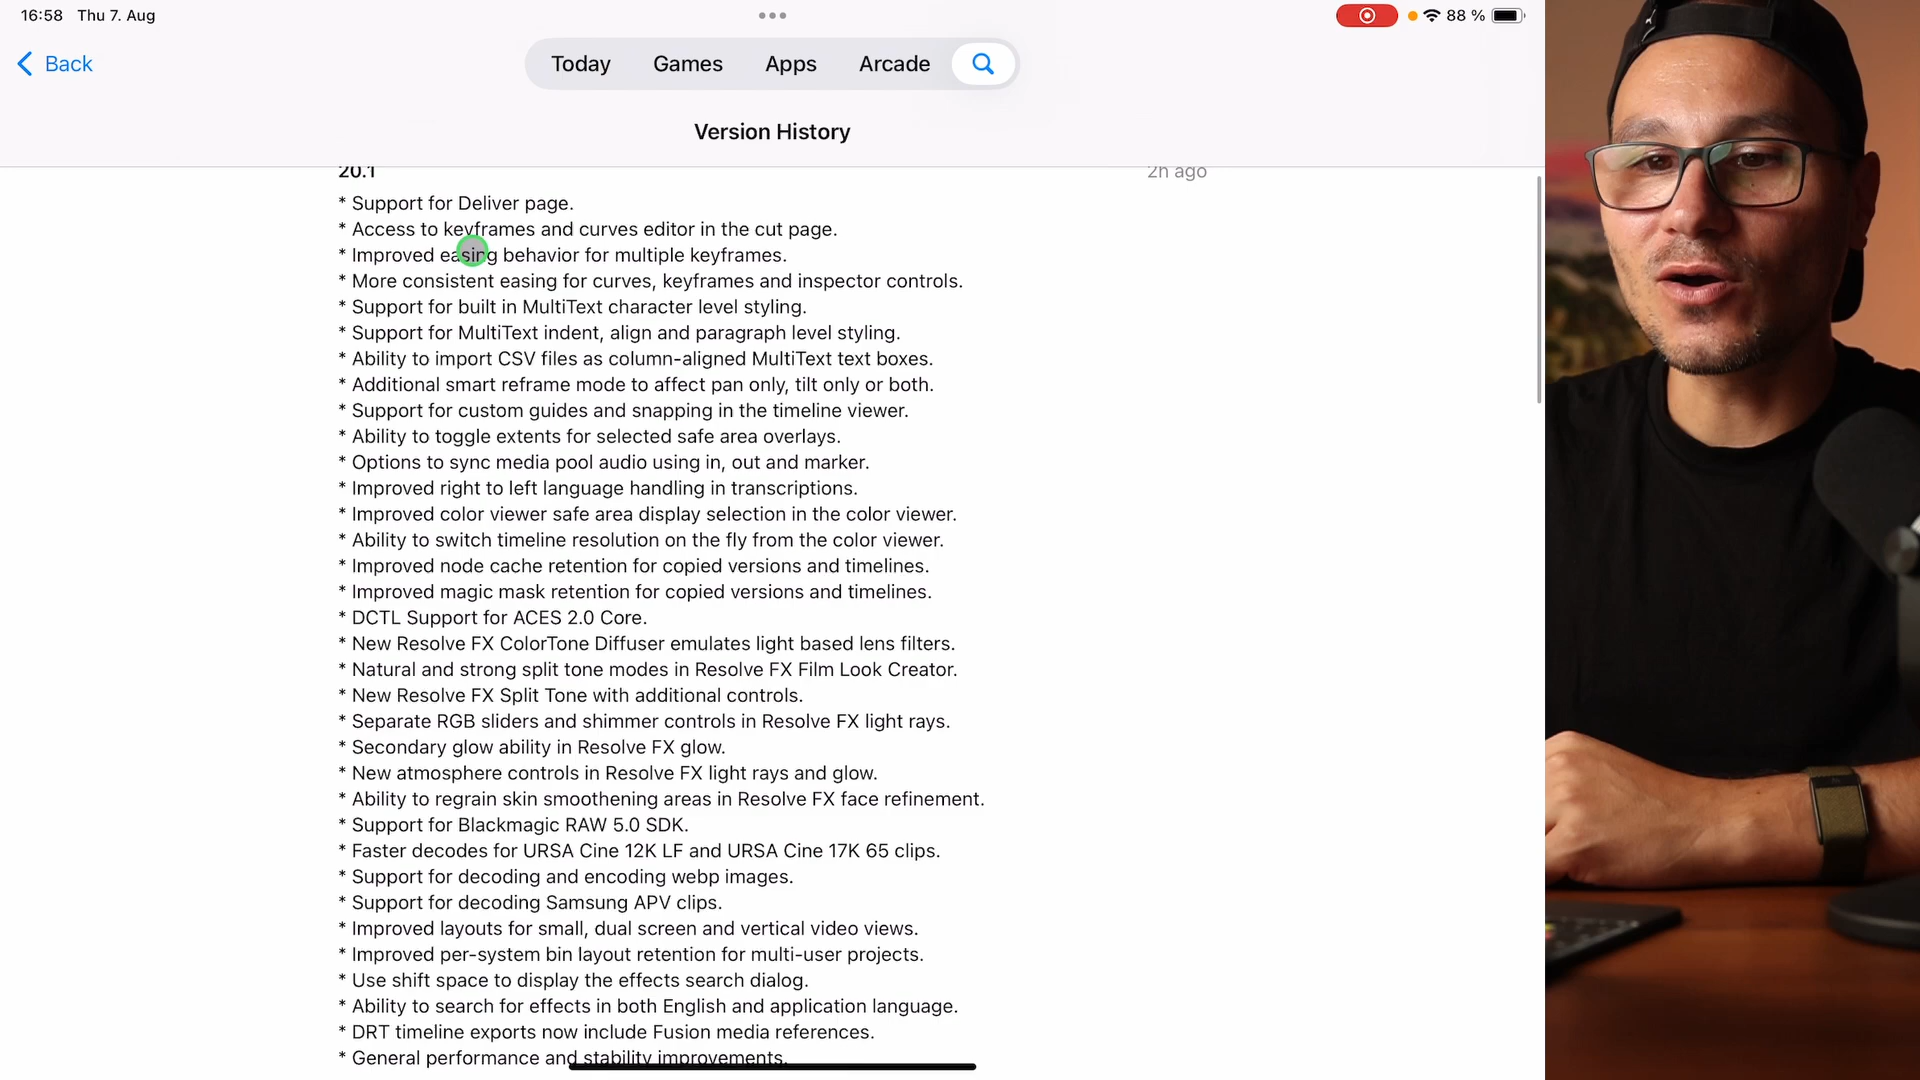 16:58 Thu 7. Aug
88 %
Back
Today Games Apps Arcade
Version History
20.1 2h ago
* Support for Deliver page.
* Access to keyframes and curves editor in the cut page.
* Improved easing behavior for multiple keyframes.
* More consistent easing for curves, keyframes and inspector controls.
* Support for built in MultiText character level styling.
* Support for MultiText indent, align and paragraph level styling.
* Ability to import CSV files as column-aligned MultiText text boxes.
* Additional smart reframe mode to affect pan only, tilt only or both.
* Support for custom guides and snapping in the timeline viewer.
* Ability to toggle extents for selected safe area overlays.
* Options to sync media pool audio using in, out and marker.
* Improved right to left language handling in transcriptions.
* Improved color viewer safe area display selection in the color viewer.
* Ability to switch timeline resolution on the fly from the color viewer.
* Improved node cache retention for copied versions and timelines.
* Improved magic mask retention for copied versions and timelines.
* DCTL Support for ACES 2.0 Core.
* New Resolve FX ColorTone Diffuser emulates light based lens filters.
* Natural and strong split tone modes in Resolve FX Film Look Creator.
* New Resolve FX Split Tone with additional controls.
* Separate RGB sliders and shimmer controls in Resolve FX light rays.
* Secondary glow ability in Resolve FX glow.
* New atmosphere controls in Resolve FX light rays and glow.
* Ability to regrain skin smoothening areas in Resolve FX face refinement.
* Support for Blackmagic RAW 5.0 SDK.
* Faster decodes for URSA Cine 12K LF and URSA Cine 17K 65 clips.
* Support for decoding and encoding webp images.
* Support for decoding Samsung APV clips.
* Improved layouts for small, dual screen and vertical video views.
* Improved per-system bin layout retention for multi-user projects.
* Use shift space to display the effects search dialog.
* Ability to search for effects in both English and application language.
* DRT timeline exports now include Fusion media references.
* General performance and stability improvements.